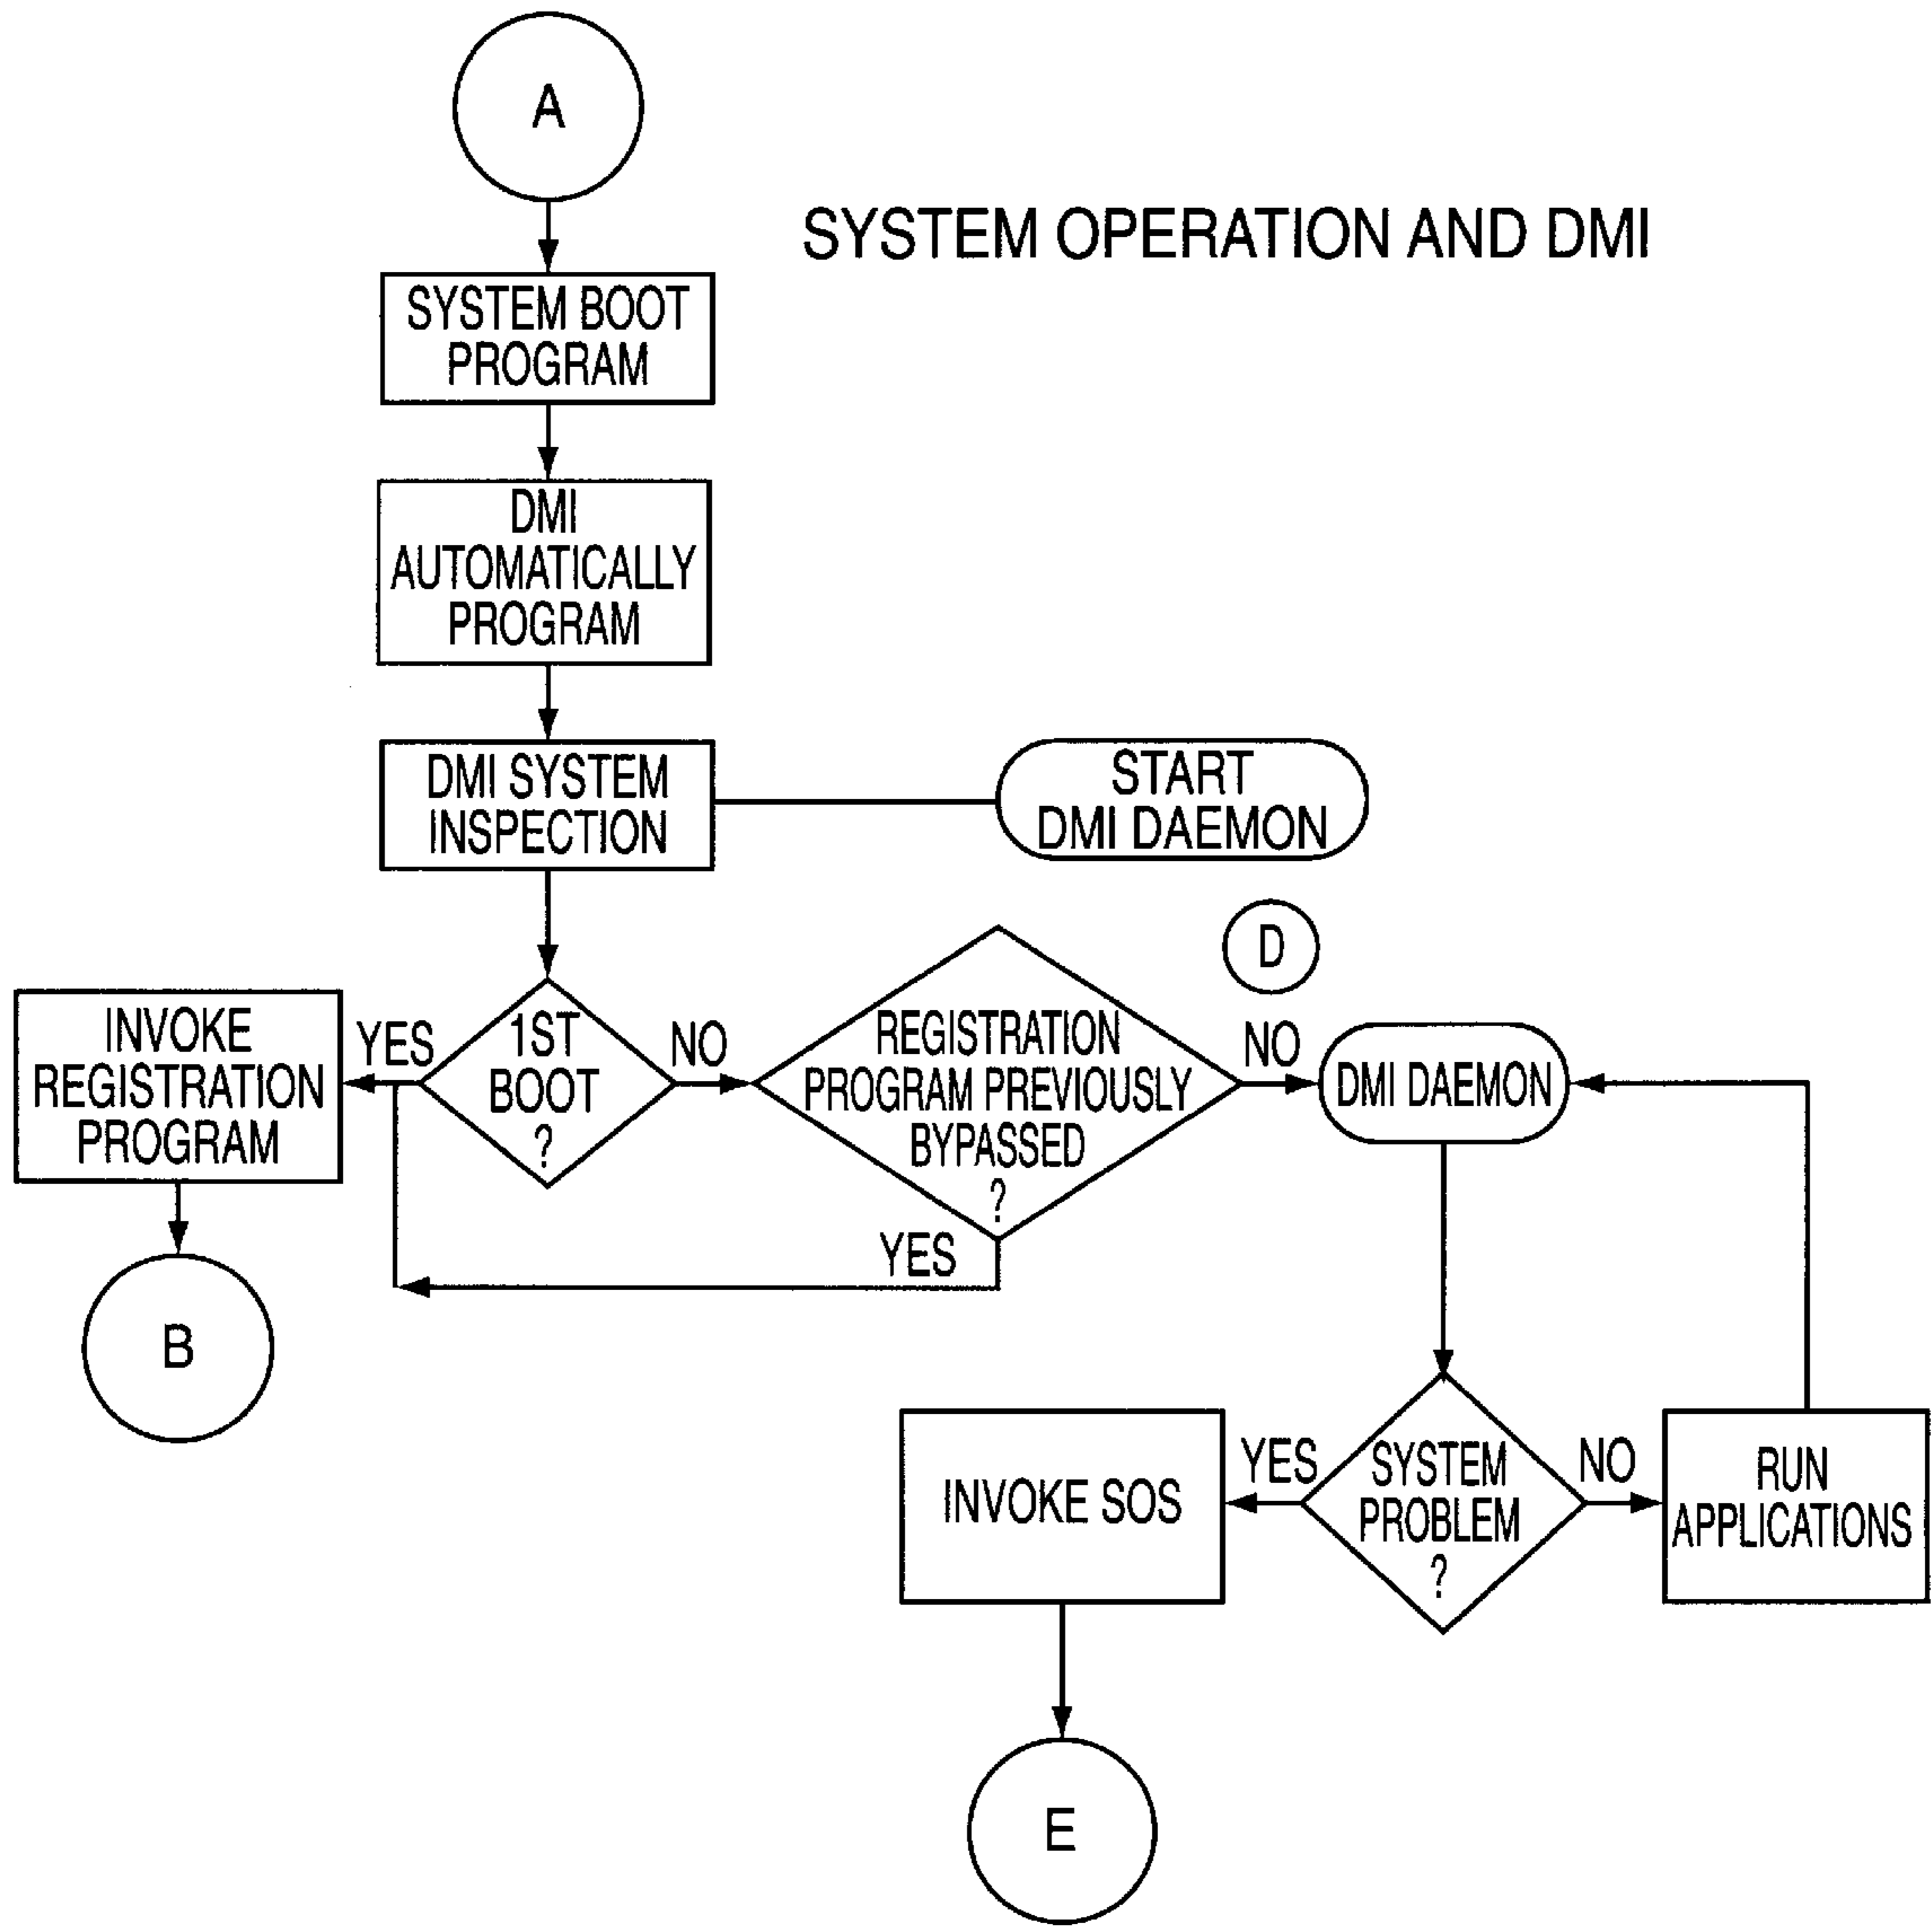 A
SYSTEM OPERATION AND DMI
SYSTEM BOOT
PROGRAM
DMI
AUTOMATICALLY
PROGRAM
DMI SYSTEM
INSPECTION
START
DMI DAEMON
D
INVOKE
REGISTRATION
PROGRAM
YES
1ST
BOOT
?
NO
REGISTRATION
PROGRAM PREVIOUSLY
BYPASSED
?
NO
DMI DAEMON
YES
B
INVOKE SOS
YES
SYSTEM
PROBLEM
?
NO
RUN
APPLICATIONS
E